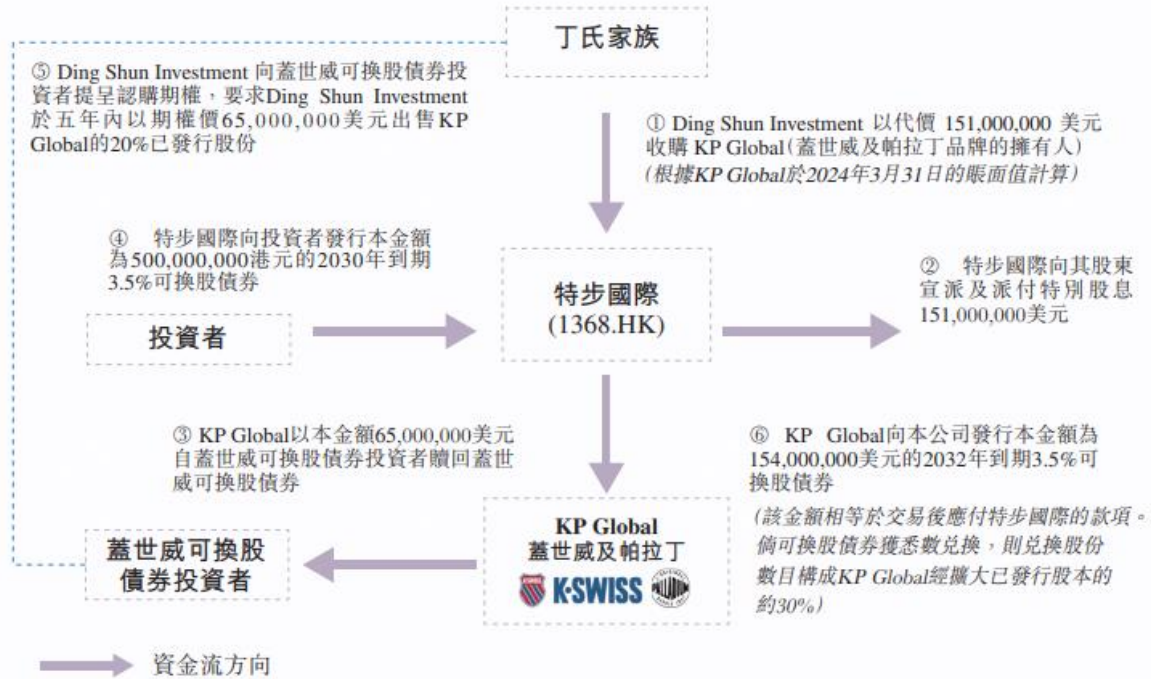 丁氏家族
⑤ Ding Shun Investment 向蓋世威可換股債券投
資者提呈認購期權，要求Ding Shun Investment
於五年內以期權價65,000,000美元出售KP
Global的20%已發行股份
① Ding Shun Investment 以代價 151,000,000 美元
收購 KP Global(蓋世威及帕拉丁品牌的擁有人)
(根據KP Global於2024年3月31日的賬面值計算)
④ 特步國際向投資者發行本金額
為500,000,000港元的2030年到期
3.5%可換股債券
投資者
特步國際
(1368.HK)
② 特步國際向其股東
宣派及派付特別股息
151,000,000美元
③ KP Global以本金額65,000,000美元
自蓋世威可換股債券投資者贖回蓋世
威可換股債券
⑥ KP Global向本公司發行本金額為
154,000,000美元的2032年到期3.5%可
換股債券
(該金額相等於交易後應付特步國際的款項。
倘可換股債券獲悉數兌換，則兌換股份
數目構成KP Global經擴大已發行股本的
約30%)
蓋世威可換股
債券投資者
KP Global
蓋世威及帕拉丁
K·SWISS
資金流方向